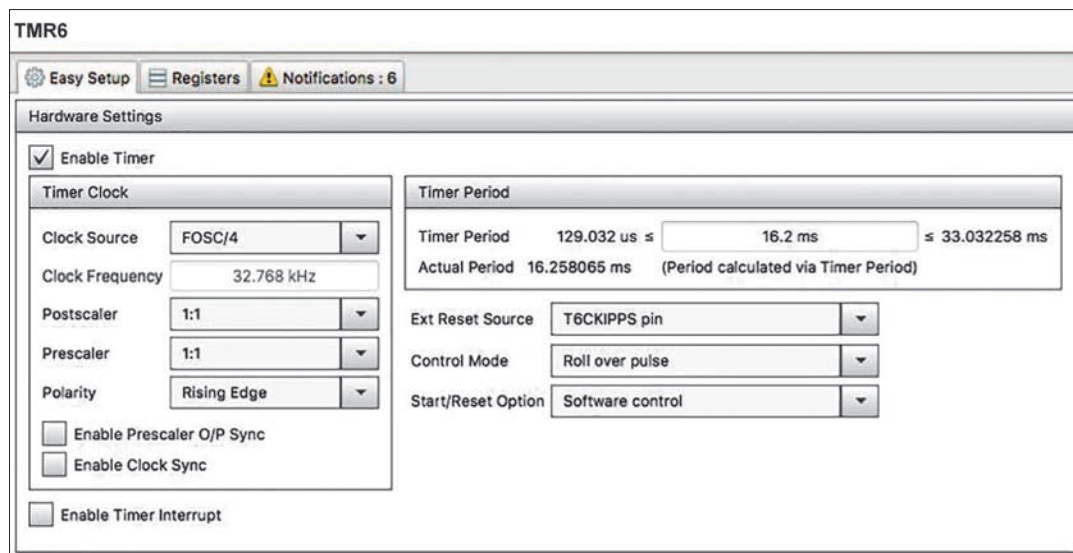 TMR6
Easy Setup
Registers
Notifications : 6
Hardware Settings
Enable Timer
Timer Clock
Clock Source FOSC/4
Clock Frequency 32.768 kHz
Postscaler 1:1
Prescaler 1:1
Polarity Rising Edge
Enable Prescaler O/P Sync
Enable Clock Sync
Timer Period
Timer Period 129.032 us ≤ 16.2 ms ≤ 33.032258 ms
Actual Period 16.258065 ms (Period calculated via Timer Period)
Ext Reset Source T6CKIPPS pin
Control Mode Roll over pulse
Start/Reset Option Software control
Enable Timer Interrupt